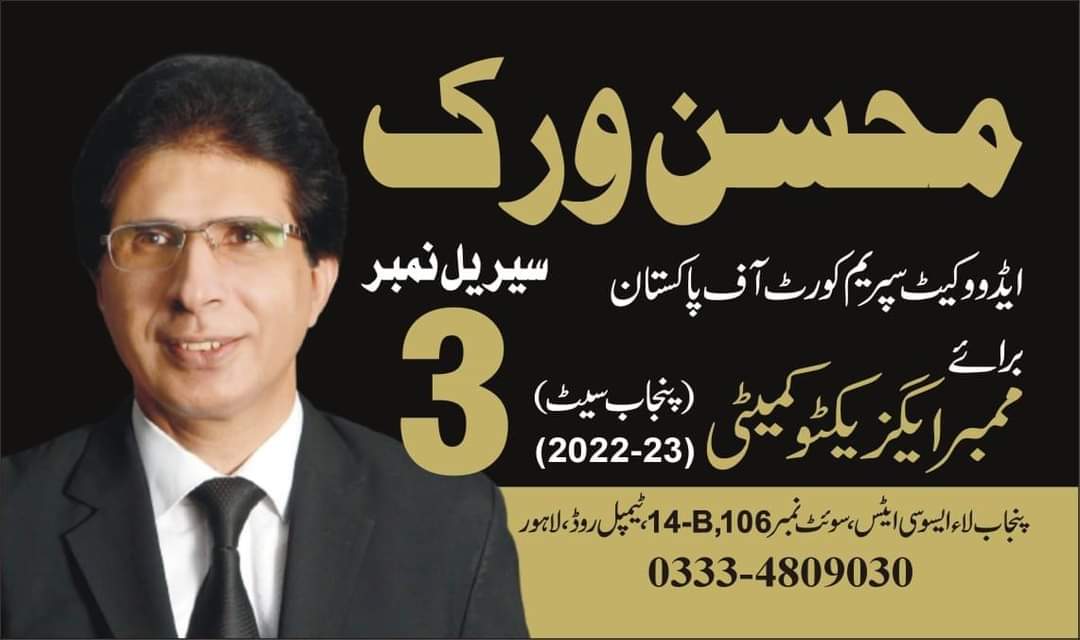 محسن ورک
ایڈووکیٹ سپریم کورٹ آف پاکستان
سیریل نمبر
3
برائے
ممبر ایگزیکٹو کمیٹی
(پنجاب سیٹ)
(2022-23)
پنجاب لاء ایسوسی ایٹس، سوئٹ نمبر 106,14-B، ٹیمپل روڈ، لاہور
0333-4809030